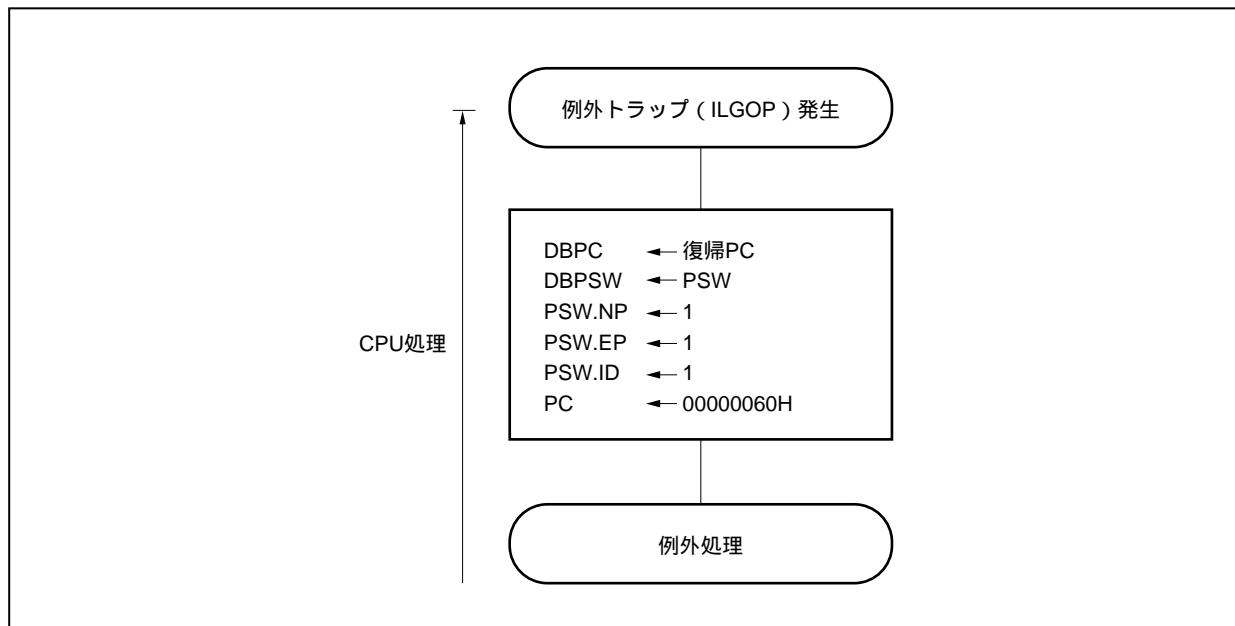 例外トラップ（ILGOP）発生
DBPC ← 復帰PC
DBPSW ← PSW
PSW.NP ← 1
PSW.EP ← 1
PSW.ID ← 1
PC ← 00000060H
CPU処理
例外処理